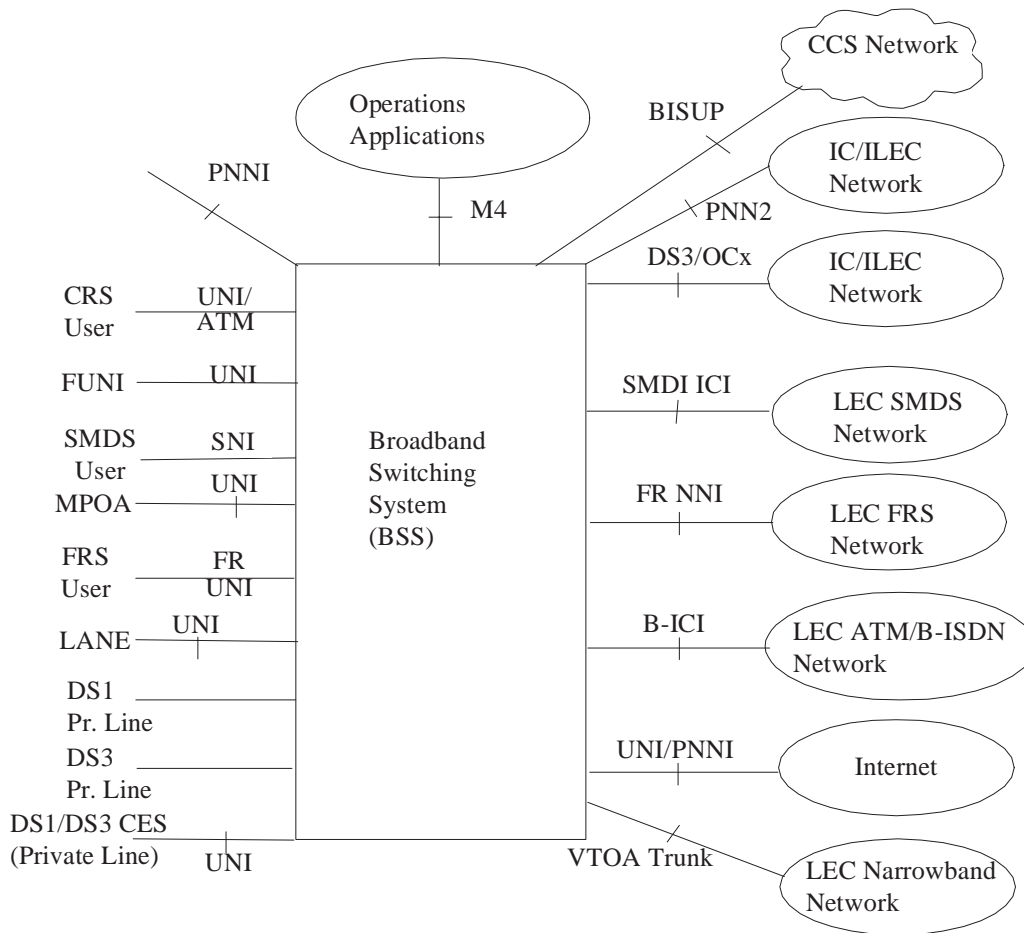 CCS Network
Operations
Applications
BISUP
IC/ILEC
Network
PNNI
M4
PNN2
DS3/OCx
IC/ILEC
Network
CRS
User
UNI/
ATM
FUNI
UNI
SMDI ICI
LEC SMDS
Network
SMDS
User
SNI
Broadband
Switching
System
(BSS)
MPOA
UNI
FR NNI
LEC FRS
Network
FRS
User
FR
UNI
LANE
UNI
B-ICI
LEC ATM/B-ISDN
Network
DS1
Pr. Line
DS3
Pr. Line
UNI/PNNI
Internet
DS1/DS3 CES
(Private Line)
UNI
VTOA Trunk
LEC Narrowband
Network